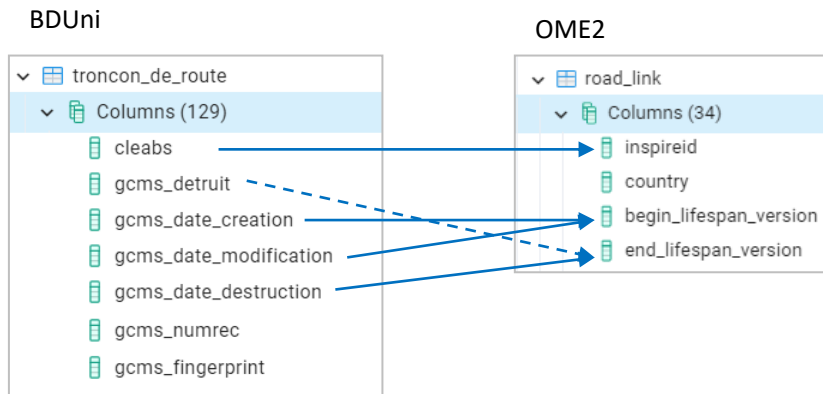 BDUni
troncon_de_route
Columns (129)
cleabs
gcms_detruit
gcms_date_creation
gcms_date_modification
gcms_date_destruction
gcms_numrec
gcms_fingerprint
OME2
road_link
Columns (34)
inspireid
country
begin_lifespan_version
end_lifespan_version